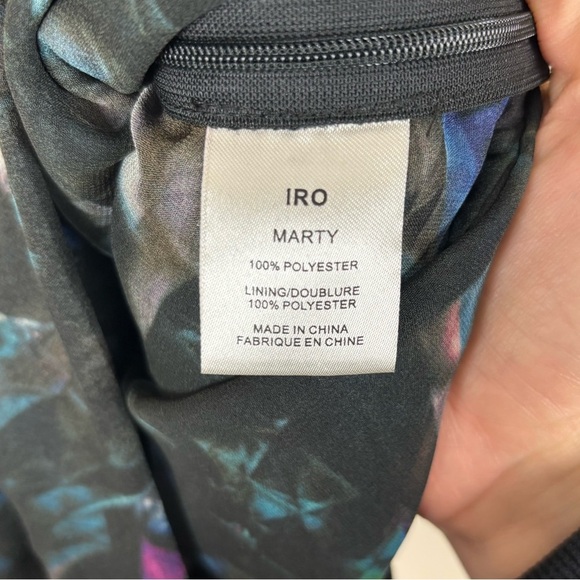 IRO
MARTY
100% POLYESTER
LINING/DOUBLURE
100% POLYESTER
MADE IN CHINA
FABRIQUE EN CHINE